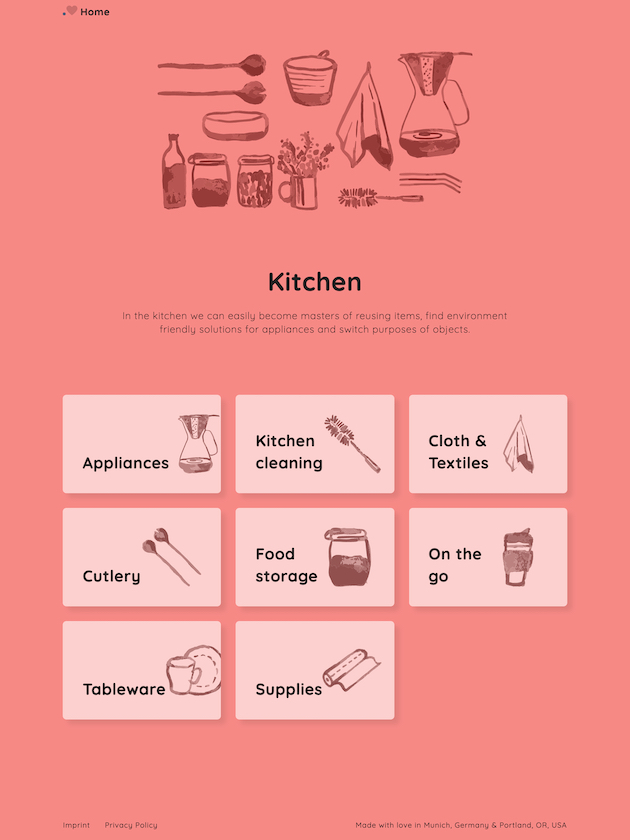 Home
Kitchen
In the kitchen we can easily become masters of reusing items, find environment
friendly solutions for appliances and switch purposes of objects.
Appliances
Kitchen
cleaning
Cloth &
Textiles
Cutlery
Food
storage
On the
go
Tableware
Supplies
Imprint Privacy Policy Made with love in Munich, Germany & Portland, OR, USA